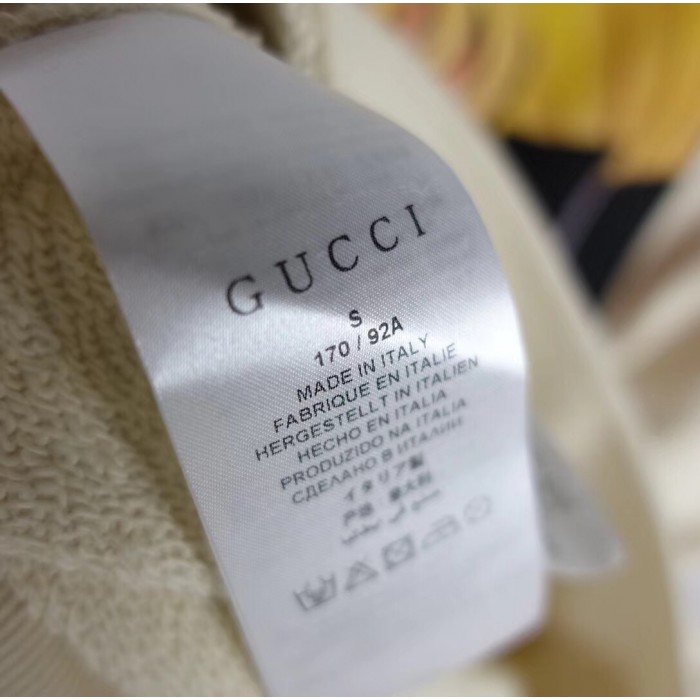 GUCCI
S
170 / 92A
MADE IN ITALY
FABRIQUE EN ITALIE
HERGESTELLT IN ITALIEN
HECHO EN ITALIA
PRODUZIDO NA ITALIA
СДЕЛАНО В ИТАЛИИ
イタリア製